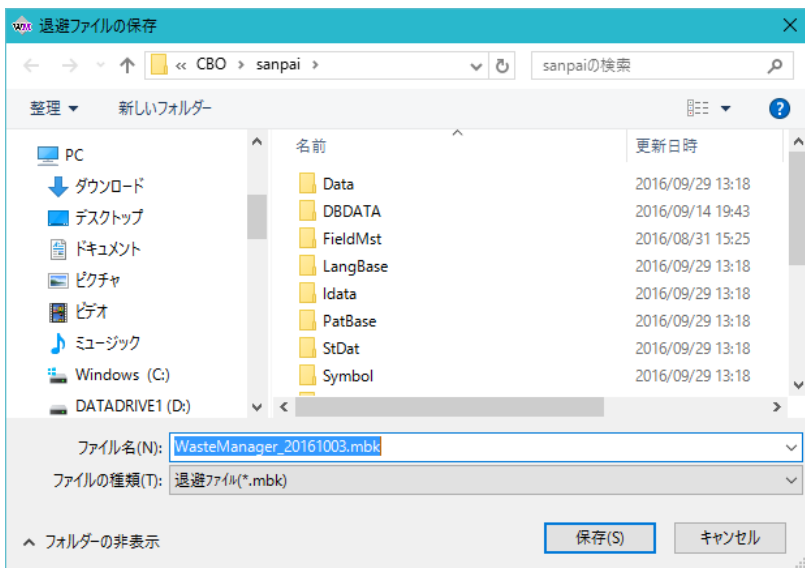 WM 退避ファイルの保存
« CBO › sanpai ›
sanpaiの検索
整理 新しいフォルダー
名前 更新日時
PC
ダウンロード
デスクトップ
ドキュメント
ピクチャ
ビデオ
ミュージック
Windows (C:)
DATADRIVE1 (D:)
Data 2016/09/29 13:18
DBDATA 2016/09/14 19:43
FieldMst 2016/08/31 15:25
LangBase 2016/09/29 13:18
ldata 2016/09/29 13:18
PatBase 2016/09/29 13:18
StDat 2016/09/29 13:18
Symbol 2016/09/29 13:18
ファイル名(N): WasteManager_20161003.mbk
ファイルの種類(T): 退避ﾌｧｲﾙ(*.mbk)
フォルダーの非表示
保存(S) キャンセル